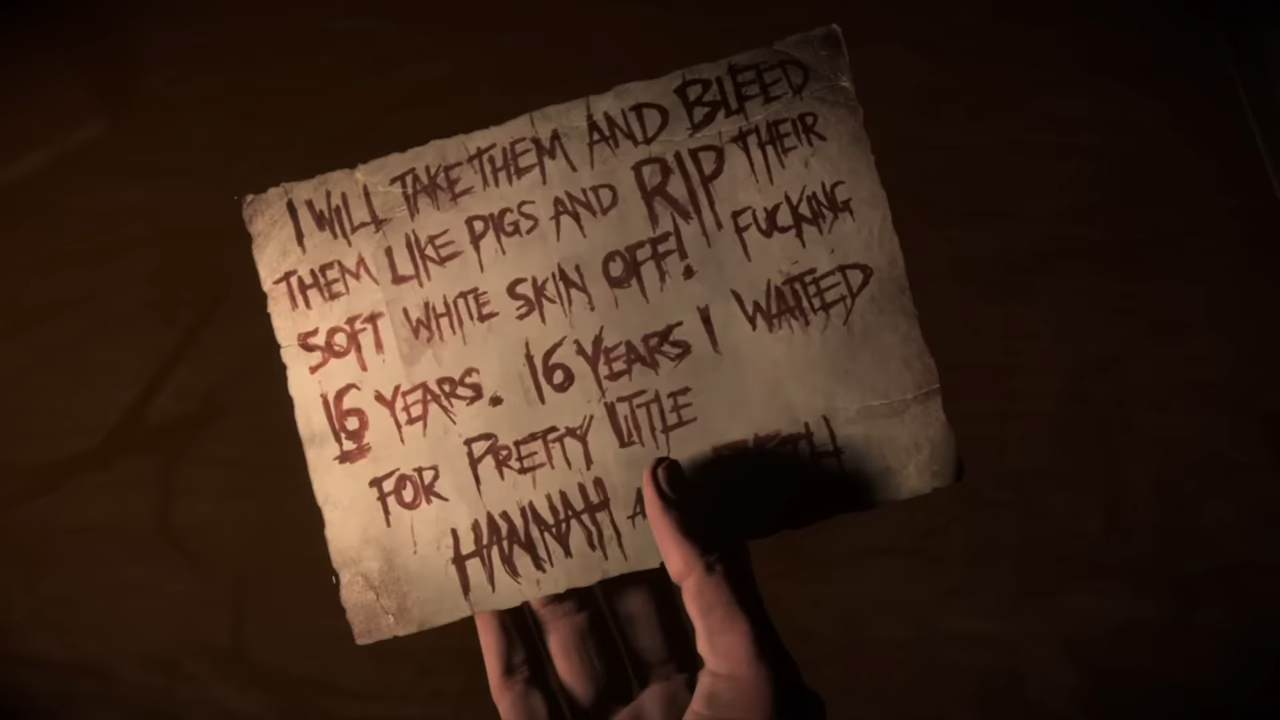 I WILL TAKE THEM AND BLEED
THEM LIKE PIGS AND RIP THEIR
SOFT WHITE SKIN OFF! FUCKING
16 YEARS. 16 YEARS I WAITED
FOR PRETTY LITTLE
HANNAH